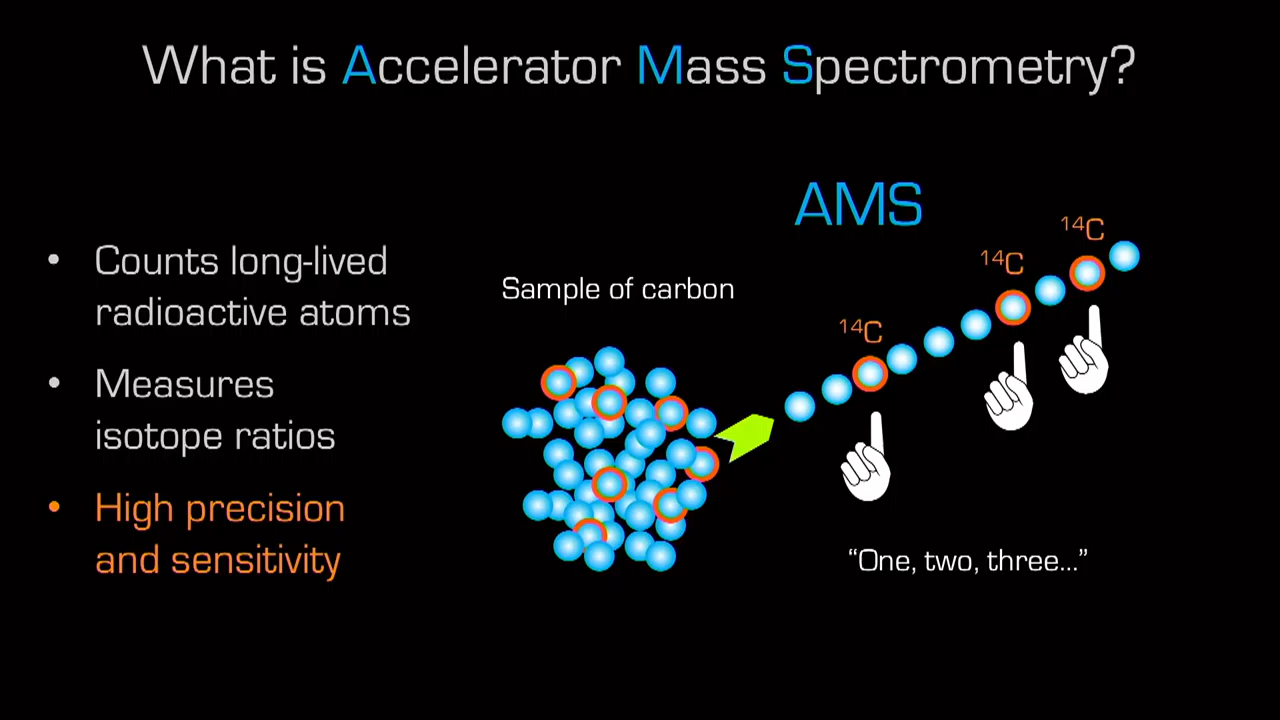 What is Accelerator Mass Spectrometry?
• Counts long-lived
radioactive atoms
• Measures
isotope ratios
• High precision
and sensitivity
Sample of carbon
AMS
¹⁴C
¹⁴C
¹⁴C
“One, two, three...”